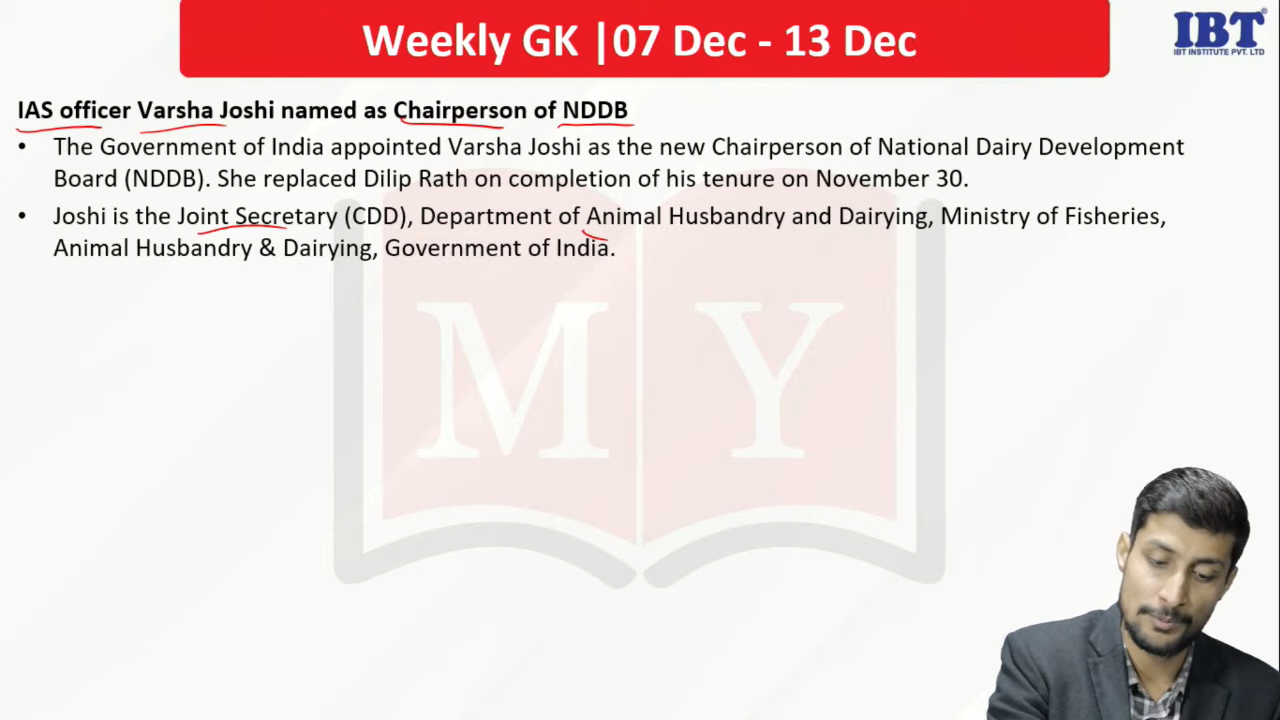 Weekly GK |07 Dec - 13 Dec
IBT
IBT INSTITUTE PVT. LTD
IAS officer Varsha Joshi named as Chairperson of NDDB
• The Government of India appointed Varsha Joshi as the new Chairperson of National Dairy Development
Board (NDDB). She replaced Dilip Rath on completion of his tenure on November 30.
• Joshi is the Joint Secretary (CDD), Department of Animal Husbandry and Dairying, Ministry of Fisheries,
Animal Husbandry & Dairying, Government of India.
M Y